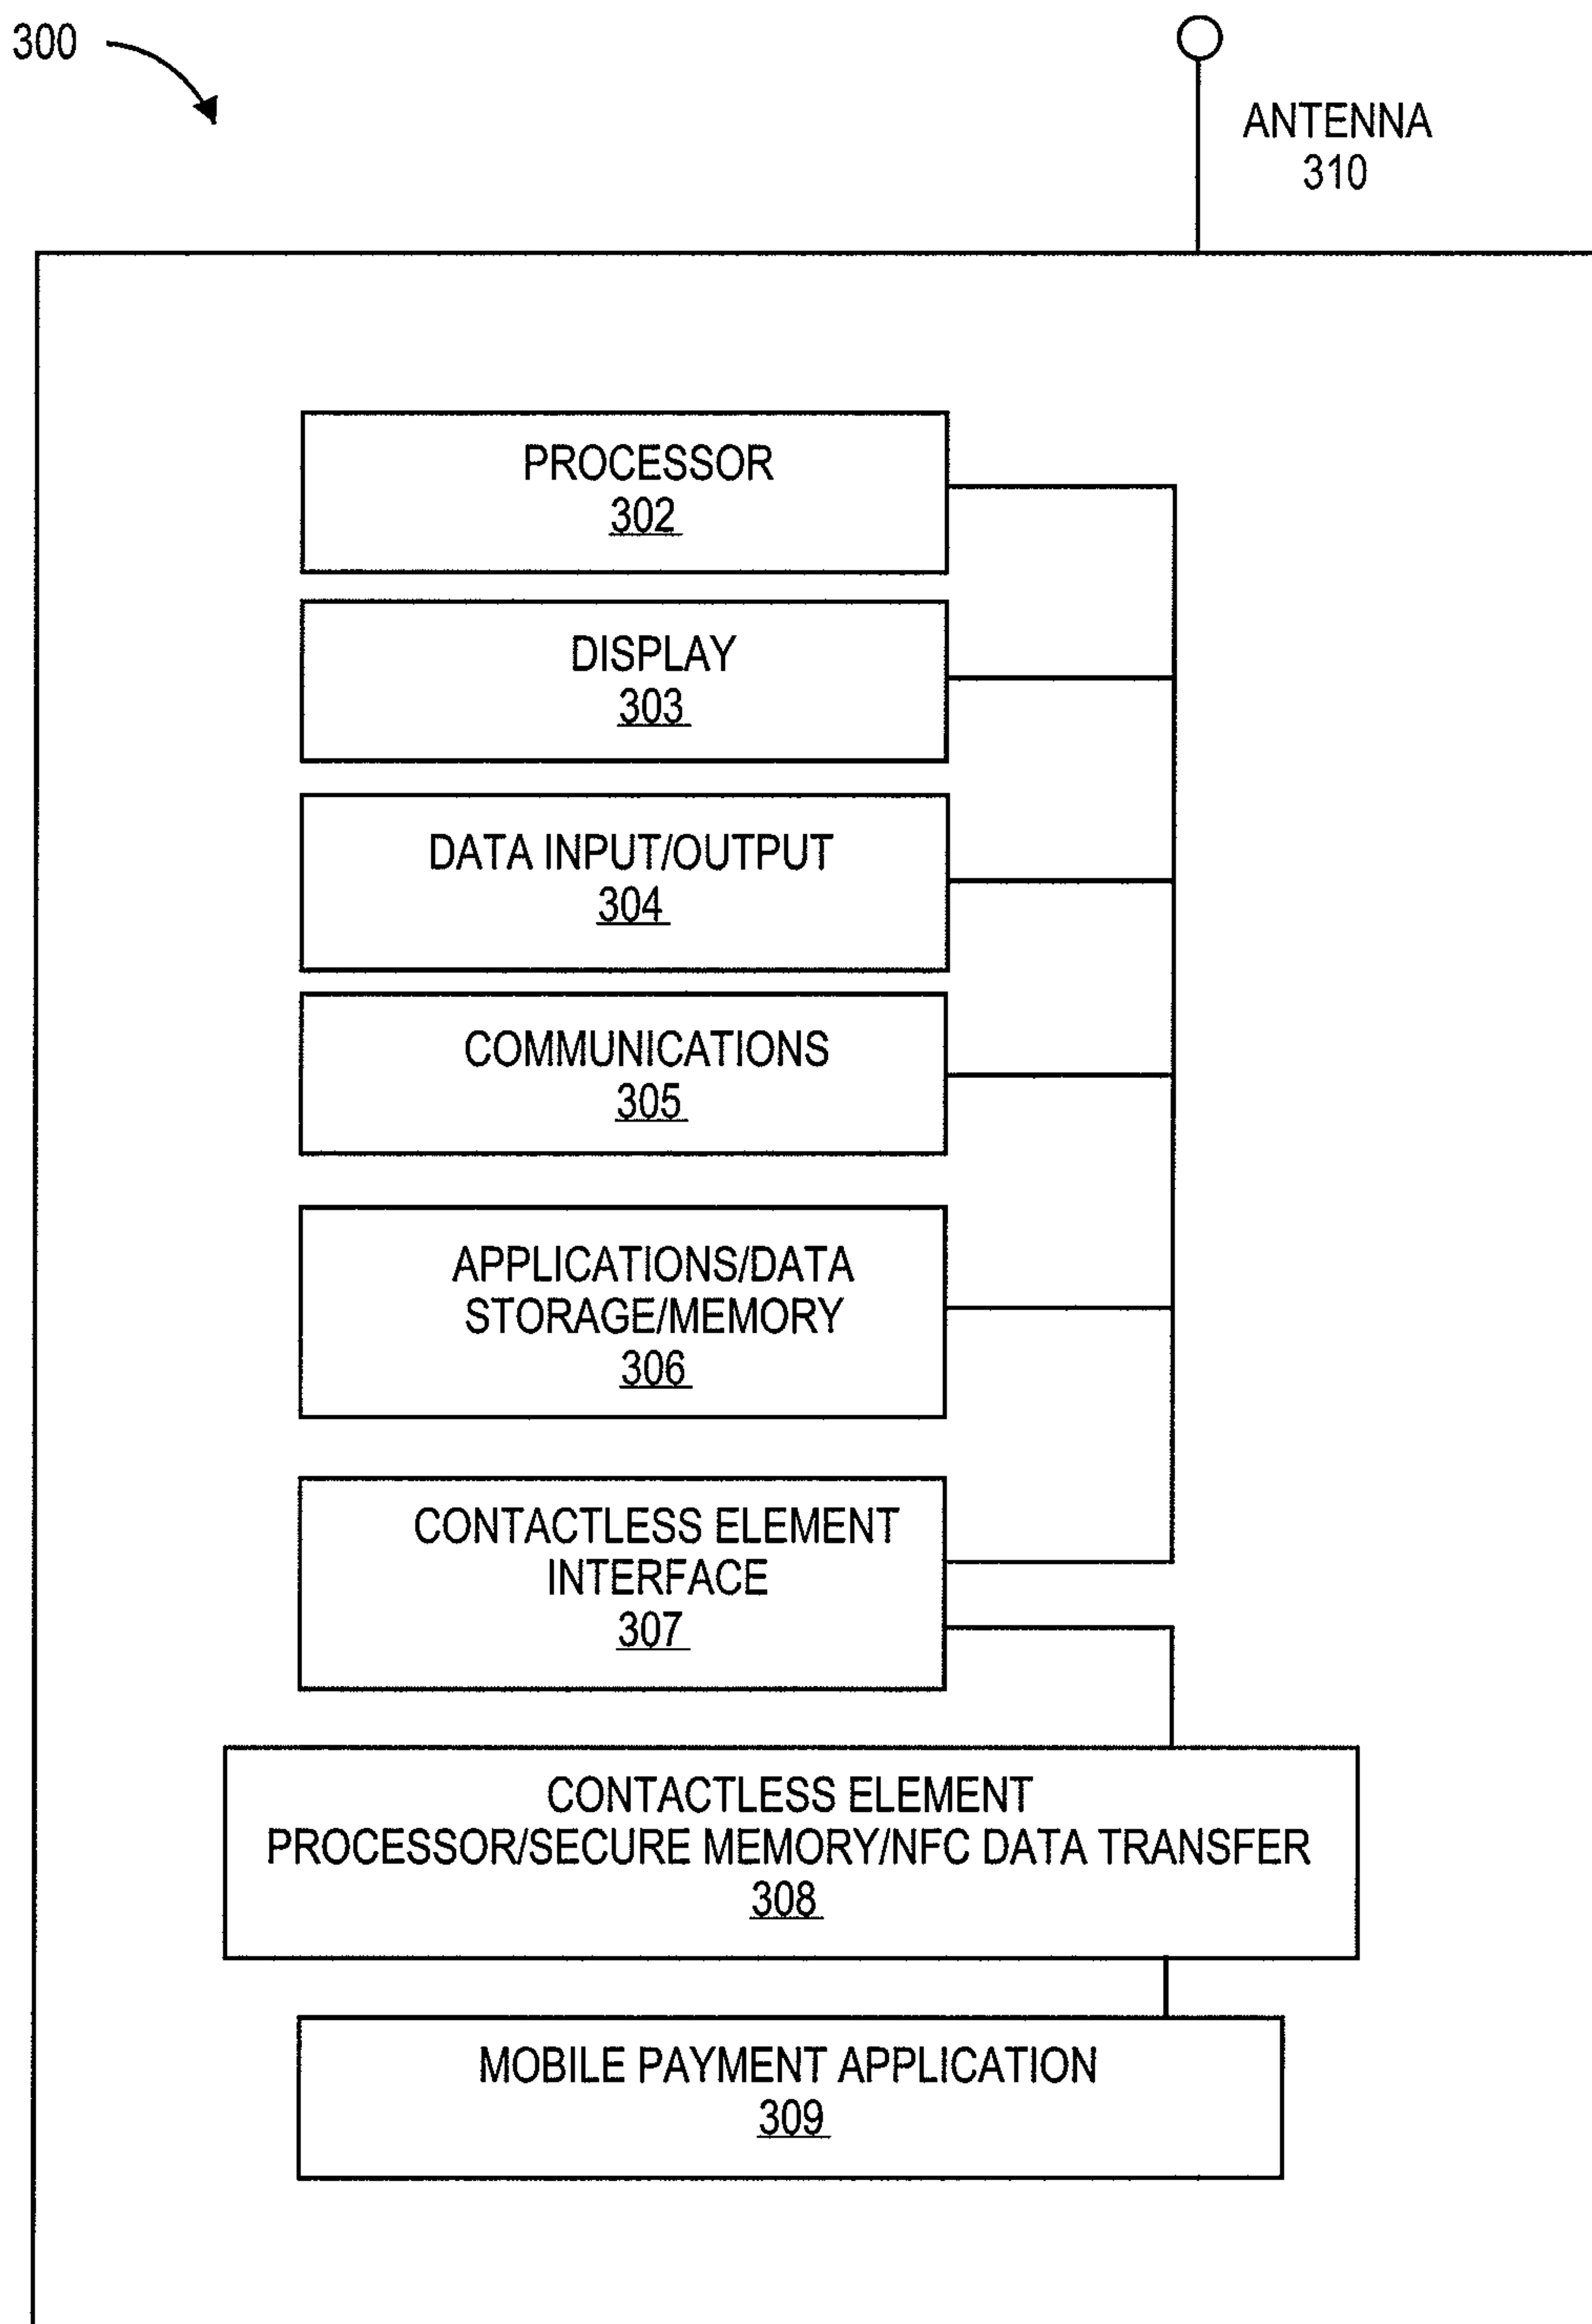 300
ANTENNA
310
PROCESSOR
302
DISPLAY
303
DATA INPUT/OUTPUT
304
COMMUNICATIONS
305
APPLICATIONS/DATA
STORAGE/MEMORY
306
CONTACTLESS ELEMENT
INTERFACE
307
CONTACTLESS ELEMENT
PROCESSOR/SECURE MEMORY/NFC DATA TRANSFER
308
MOBILE PAYMENT APPLICATION
309